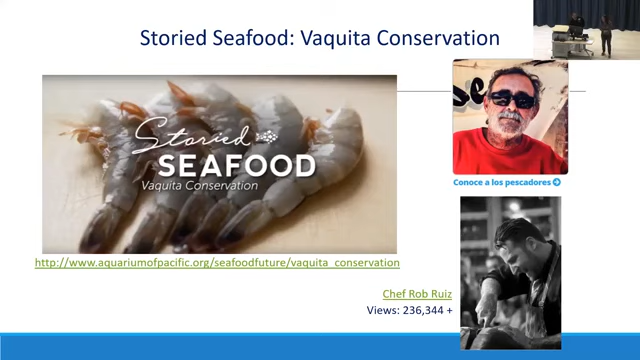 Storied Seafood: Vaquita Conservation
Storied
SEAFOOD
Vaquita Conservation
Conoce a los pescadores
http://www.aquariumofpacific.org/seafoodfuture/vaquita_conservation
Chef Rob Ruiz
Views: 236,344 +